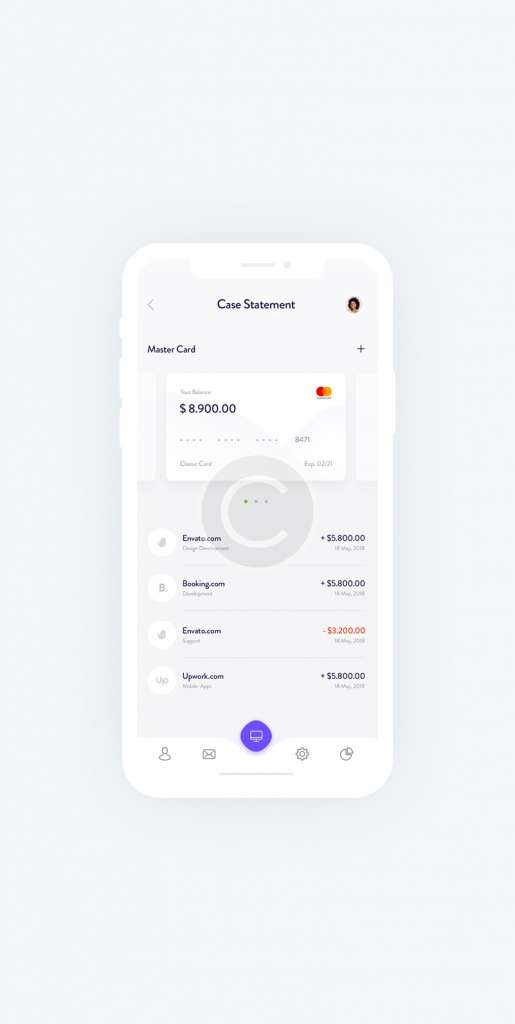 Case Statement
Master Card +
Your Balance
$ 8.900.00
**** **** **** 8471
Classic Card Exp. 02/21
C
Envato.com + $5.800.00
Design Development 18 May, 2018
B. Booking.com + $5.800.00
Development 18 May, 2018
Envato.com - $3.200.00
Support 18 May, 2018
Up Upwork.com + $5.800.00
Mobile Apps 18 May, 2018